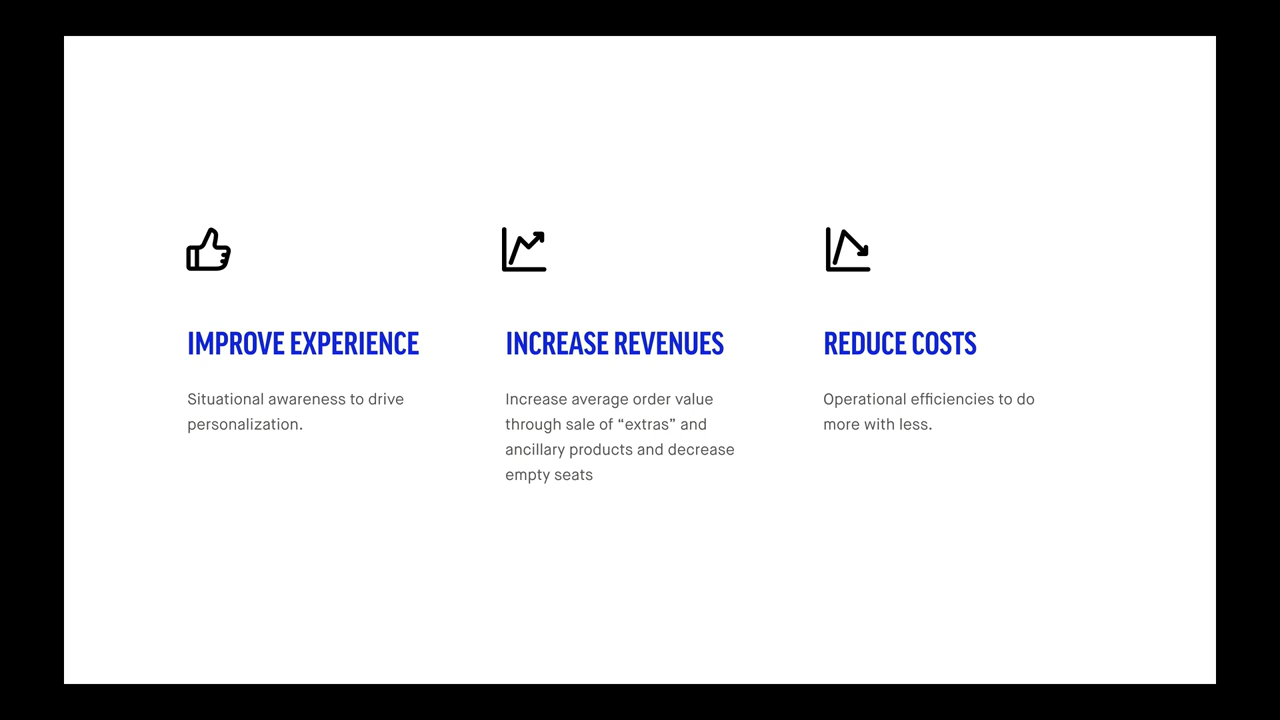 IMPROVE EXPERIENCE
Situational awareness to drive
personalization.
INCREASE REVENUES
Increase average order value
through sale of “extras” and
ancillary products and decrease
empty seats
REDUCE COSTS
Operational efficiencies to do
more with less.